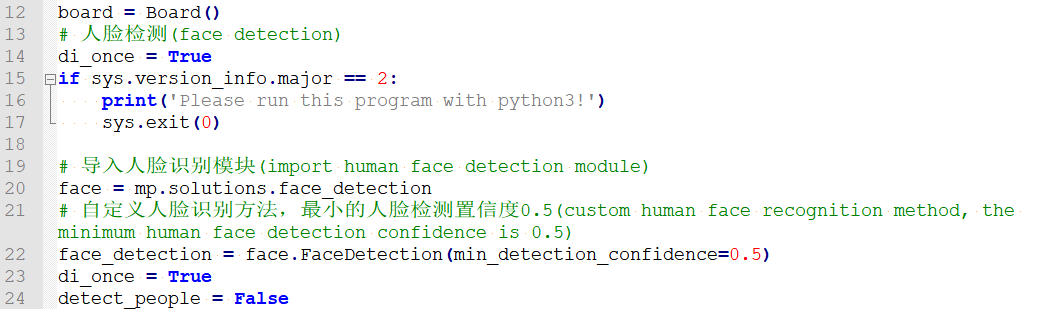 12 board = Board()
13 # 人脸检测(face detection)
14 di_once = True
15 if sys.version_info.major == 2:
16     print('Please run this program with python3!')
17     sys.exit(0)
18
19 # 导入人脸识别模块(import human face detection module)
20 face = mp.solutions.face_detection
21 # 自定义人脸识别方法，最小的人脸检测置信度0.5(custom human face recognition method, the
minimum human face detection confidence is 0.5)
22 face_detection = face.FaceDetection(min_detection_confidence=0.5)
23 di_once = True
24 detect_people = False